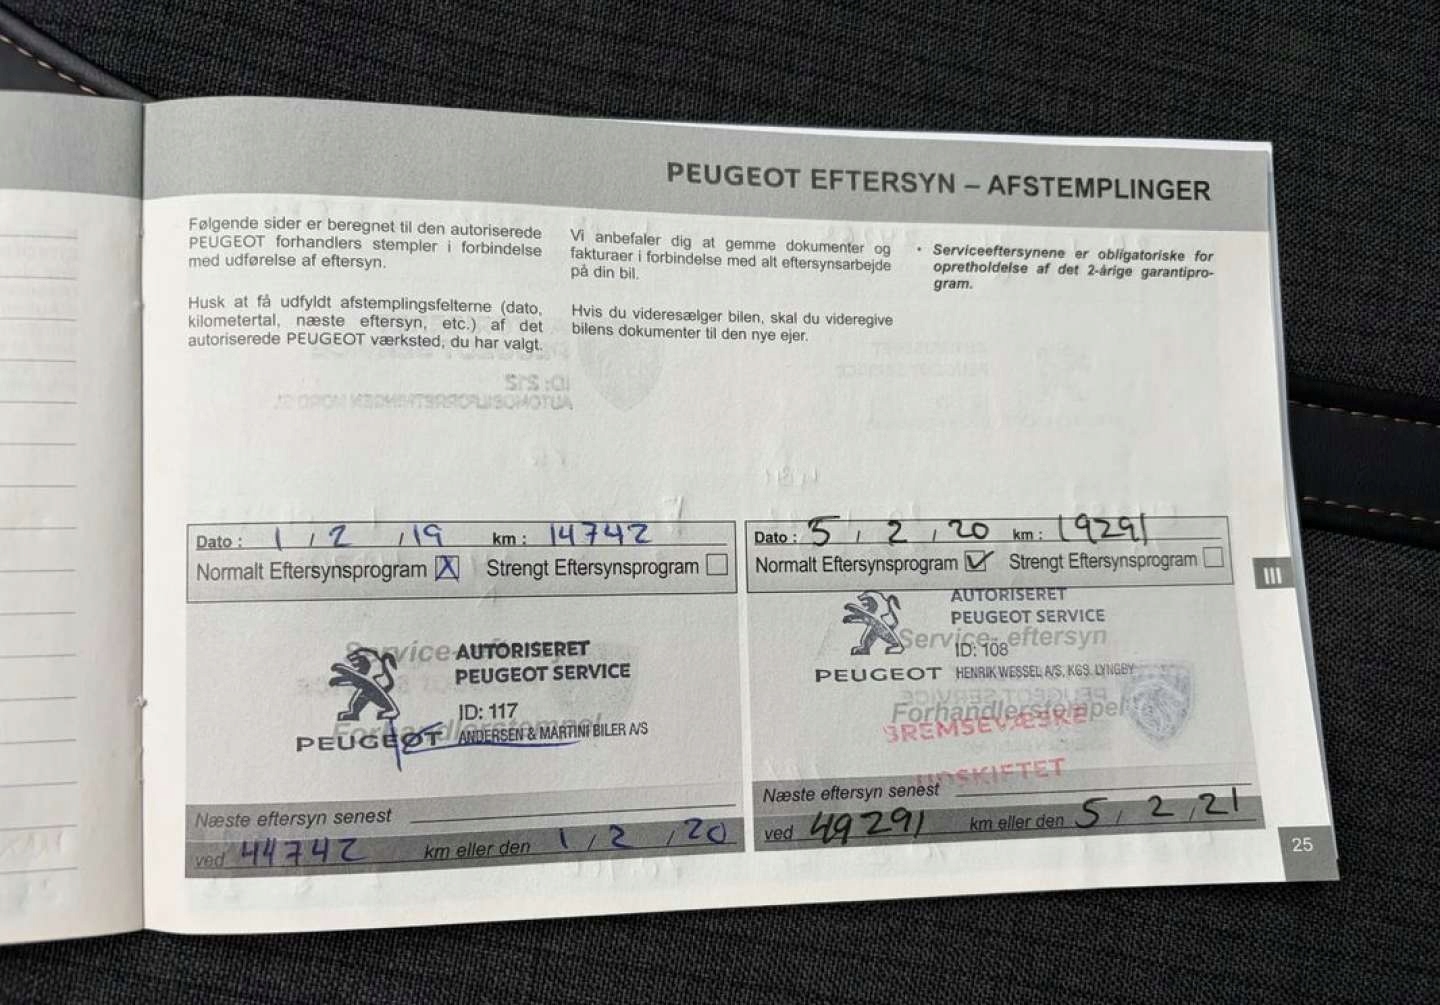 PEUGEOT EFTERSYN – AFSTEMPLINGER
Følgende sider er beregnet til den autoriserede
PEUGEOT forhandlers stempler i forbindelse
med udførelse af eftersyn.
Husk at få udfyldt afstemplingsfelterne (dato,
kilometertal, næste eftersyn, etc.) af det
autoriserede PEUGEOT værksted, du har valgt.
Vi anbefaler dig at gemme dokumenter og
fakturaer i forbindelse med alt eftersynsarbejde
på din bil.
Hvis du videresælger bilen, skal du videregive
bilens dokumenter til den nye ejer.
• Serviceeftersynene er obligatoriske for
opretholdelse af det 2-årige garantipro-
gram.
Dato : 1 / 2 / 19 km : 14742
Normalt Eftersynsprogram X Strengt Eftersynsprogram
Service-eftersyn
AUTORISERET
PEUGEOT SERVICE
ID: 117
Forhandlerstempel
PEUGEOT ANDERSEN & MARTINI BILER A/S
Næste eftersyn senest
ved 44742 km eller den 1 / 2 / 20
Dato : 5 / 2 / 20 km : 19291
Normalt Eftersynsprogram ✓ Strengt Eftersynsprogram
AUTORISERET
PEUGEOT SERVICE
Service-eftersyn
ID: 108
PEUGEOT HENRIK WESSEL A/S, KGS. LYNGBY
Forhandlerstempel
BREMSEVÆSKE
UDSKIFTET
Næste eftersyn senest
ved 49291 km eller den 5 / 2 / 21
III
25